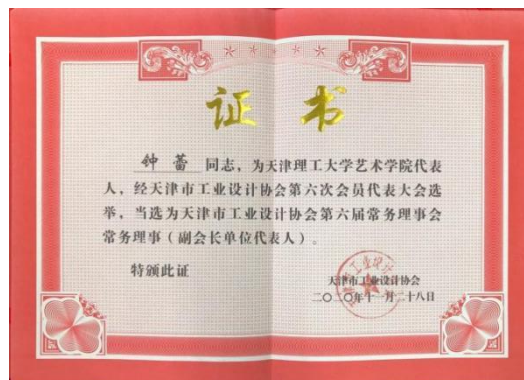 证 书
钟 蕾 同志，为天津理工大学艺术学院代表
人，经天津市工业设计协会第六次会员代表大会选
举，当选为天津市工业设计协会第六届常务理事会
常务理事（副会长单位代表人）。
特颁此证
天津市工业设计协会
二〇二〇年十一月二十八日